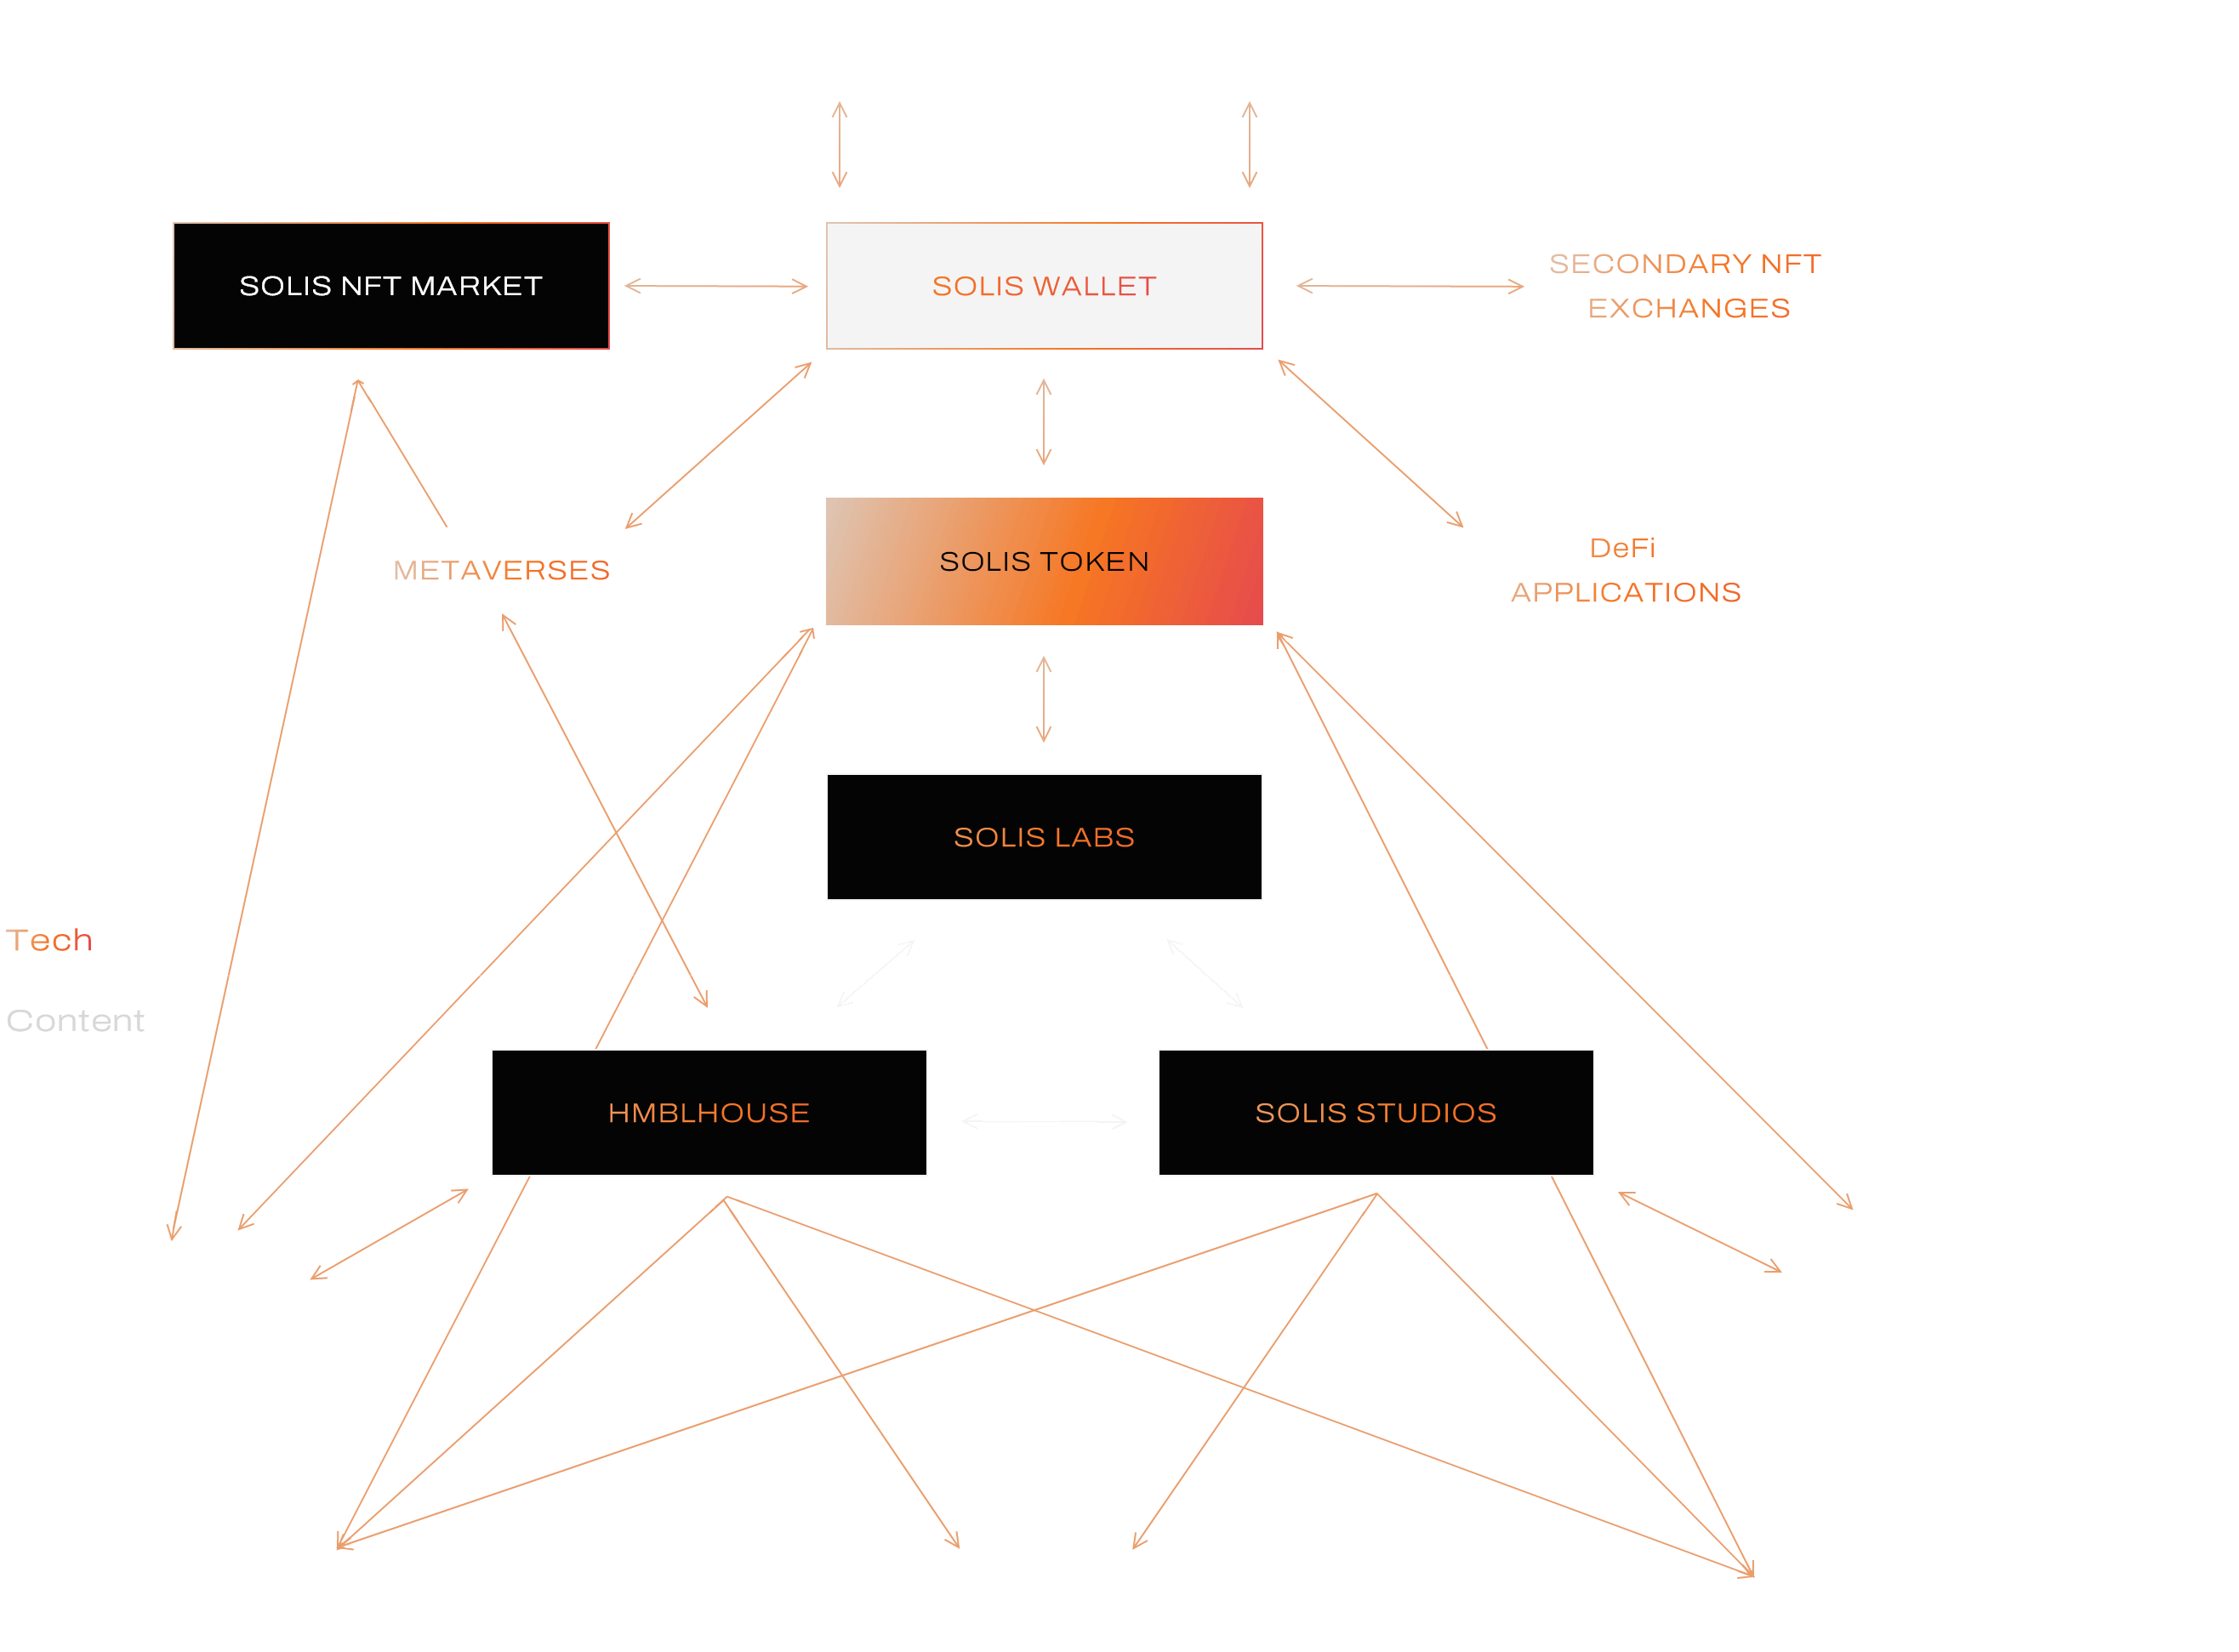 SOLIS NFT MARKET
SOLIS WALLET
SECONDARY NFT
EXCHANGES
METAVERSES
SOLIS TOKEN
DeFi
APPLICATIONS
SOLIS LABS
Tech
Content
HMBLHOUSE
SOLIS STUDIOS